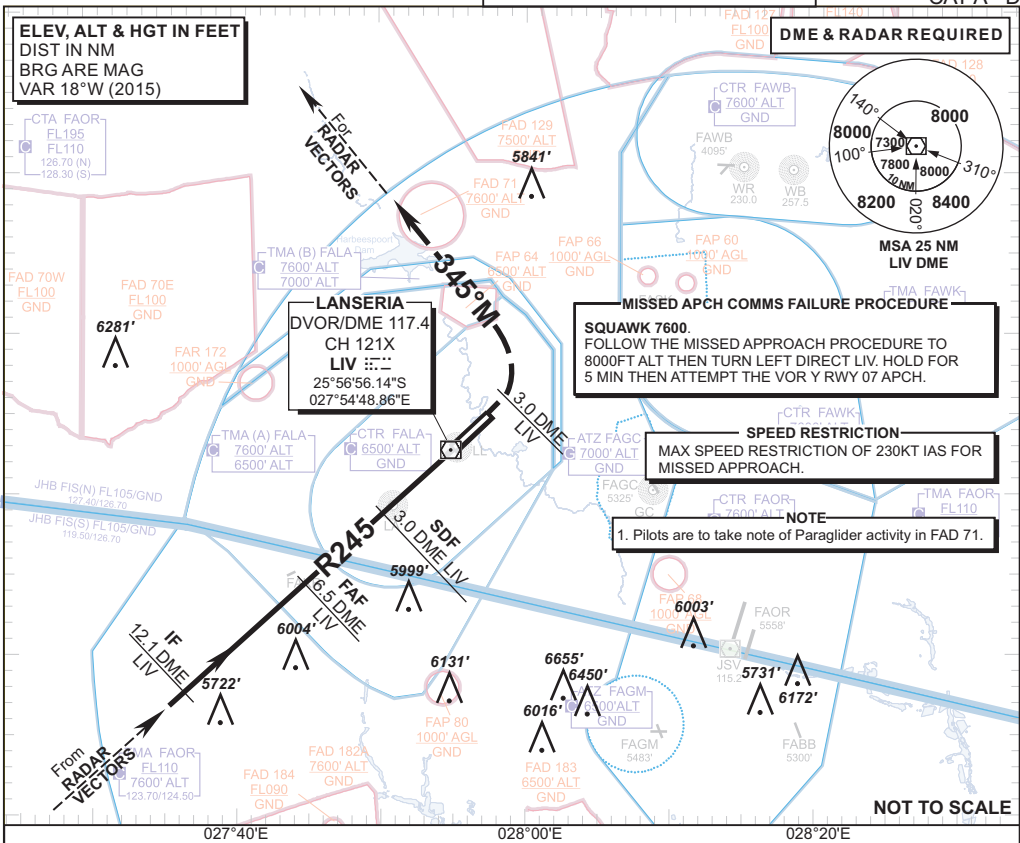 CAT A - D
ELEV, ALT & HGT IN FEET
DIST IN NM
BRG ARE MAG
VAR 18°W (2015)
FAD 127
FL100
GND
FL140
DME & RADAR REQUIRED
FAD 128
CTA FAOR
FL195
FL110
126.70 (N)
128.30 (S)
C
For
RADAR
VECTORS
FAD 129
7500' ALT
GND
5841'
CTR FAWB
7600' ALT
GND
C
FAWB
4095'
WR
230.0
WB
257.5
140°
8000
8000
7300
100°
7800
8000
10 NM
310°
8200
020°
8400
MSA 25 NM
LIV DME
FAD 71
7600' ALT
GND
TMA (B) FALA
7600' ALT
7000' ALT
C
Dam
FAP 64
6500' ALT
GND
FAP 66
1000' AGL
GND
FAP 60
1000' AGL
GND
TMA FAWK
FAD 70W
FL100
GND
FAD 70E
FL100
GND
6281'
345°M
LANSERIA
DVOR/DME 117.4
CH 121X
LIV
25°56'56.14"S
027°54'48.86"E
MISSED APCH COMMS FAILURE PROCEDURE
SQUAWK 7600.
FOLLOW THE MISSED APPROACH PROCEDURE TO
8000FT ALT THEN TURN LEFT DIRECT LIV. HOLD FOR
5 MIN THEN ATTEMPT THE VOR Y RWY 07 APCH.
FAR 172
1000' AGL
GND
3.0 DME
LIV
TMA (A) FALA
7600' ALT
6500' ALT
C
CTR FALA
6500' ALT
GND
C
ATZ FAGC
7000' ALT
GND
C
CTR FAWK
SPEED RESTRICTION
MAX SPEED RESTRICTION OF 230KT IAS FOR
MISSED APPROACH.
FAGC
5325'
GC
CTR FAOR
7600' ALT
C
TMA FAOR
FL110
C
JHB FIS(N) FL105/GND
127.40/126.70
JHB FIS(S) FL105/GND
119.50/126.70
NOTE
1. Pilots are to take note of Paraglider activity in FAD 71.
SDF
3.0 DME LIV
R245
FAF
6.5 DME
LIV
5999'
FAP 68
1000' AGL
GND
6003'
FAOR
5558'
JSV
115.2
IF
12.1 DME
LIV
6004'
5722'
6131'
6655'
6450'
6016'
5731'
6172'
ATZ FAGM
6500'ALT
GND
C
FAP 80
1000' AGL
GND
FAGM
5483'
FABB
5300'
From
RADAR
VECTORS
TMA FAOR
FL110
7600' ALT
123.70/124.50
C
FAD 182A
7600' ALT
GND
FAD 184
FL090
GND
FAD 183
6500' ALT
GND
NOT TO SCALE
027°40'E
028°00'E
028°20'E